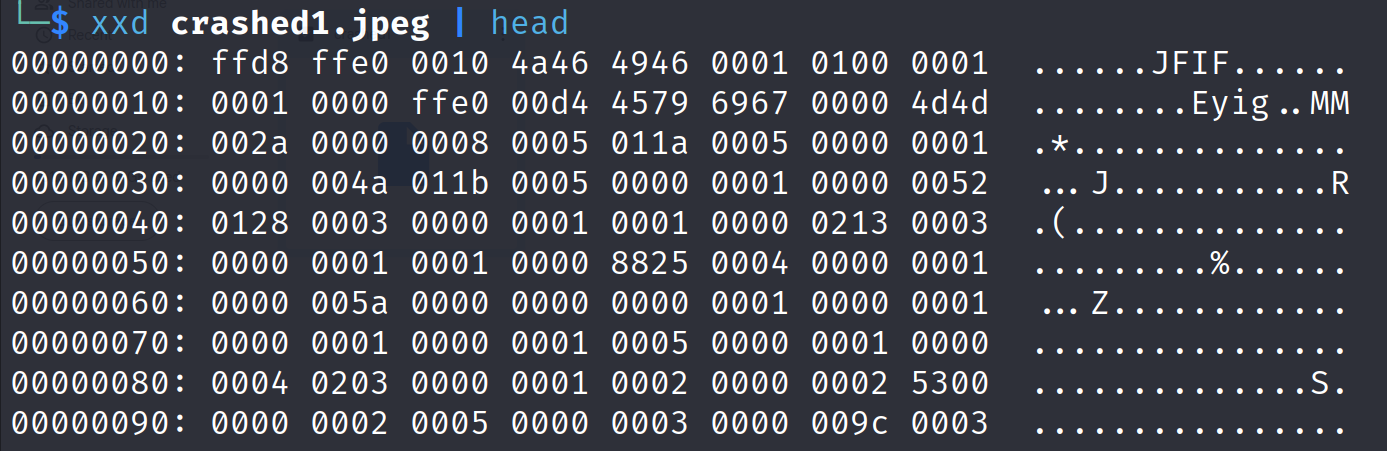 └─$ xxd crashed1.jpeg | head
00000000: ffd8 ffe0 0010 4a46 4946 0001 0100 0001  ......JFIF......
00000010: 0001 0000 ffe0 00d4 4579 6967 0000 4d4d  ........Eyig..MM
00000020: 002a 0000 0008 0005 011a 0005 0000 0001  .*..............
00000030: 0000 004a 011b 0005 0000 0001 0000 0052  ...J...........R
00000040: 0128 0003 0000 0001 0001 0000 0213 0003  .(..............
00000050: 0000 0001 0001 0000 8825 0004 0000 0001  .........%......
00000060: 0000 005a 0000 0000 0000 0001 0000 0001  ...Z............
00000070: 0000 0001 0000 0001 0005 0000 0001 0000  ................
00000080: 0004 0203 0000 0001 0002 0000 0002 5300  ..............S.
00000090: 0000 0002 0005 0000 0003 0000 009c 0003  ................